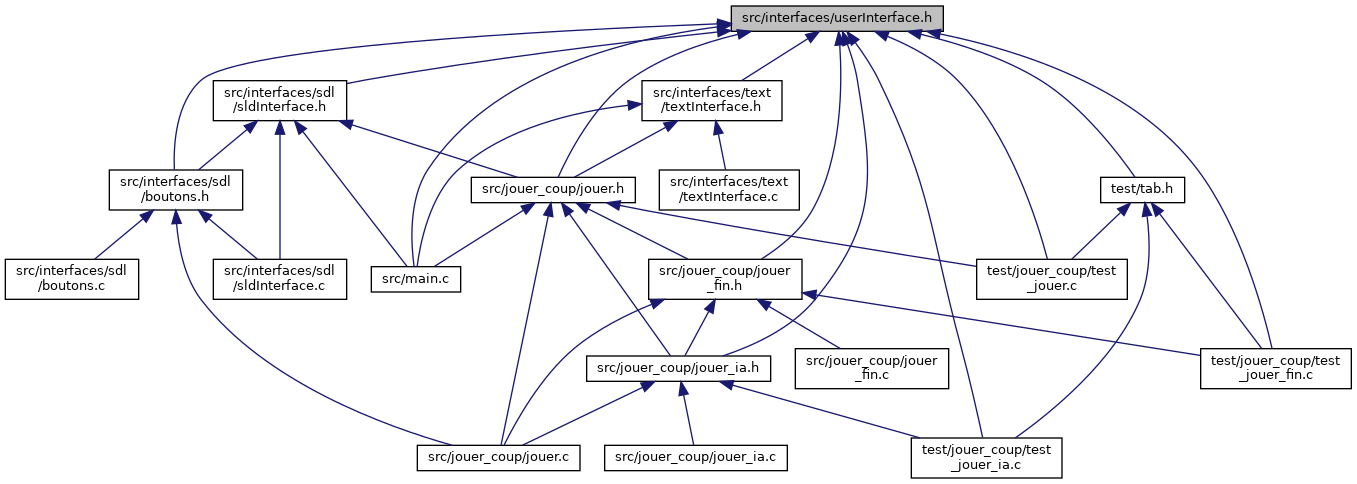 src/interfaces/userInterface.h
src/interfaces/sdl
/sldInterface.h
src/interfaces/text
/textInterface.h
src/interfaces/sdl
/boutons.h
src/jouer_coup/jouer.h
src/interfaces/text
/textInterface.c
test/tab.h
src/interfaces/sdl
/boutons.c
src/interfaces/sdl
/sldInterface.c
src/main.c
src/jouer_coup/jouer
_fin.h
test/jouer_coup/test
_jouer.c
src/jouer_coup/jouer_ia.h
src/jouer_coup/jouer
_fin.c
test/jouer_coup/test
_jouer_fin.c
src/jouer_coup/jouer.c
src/jouer_coup/jouer_ia.c
test/jouer_coup/test
_jouer_ia.c